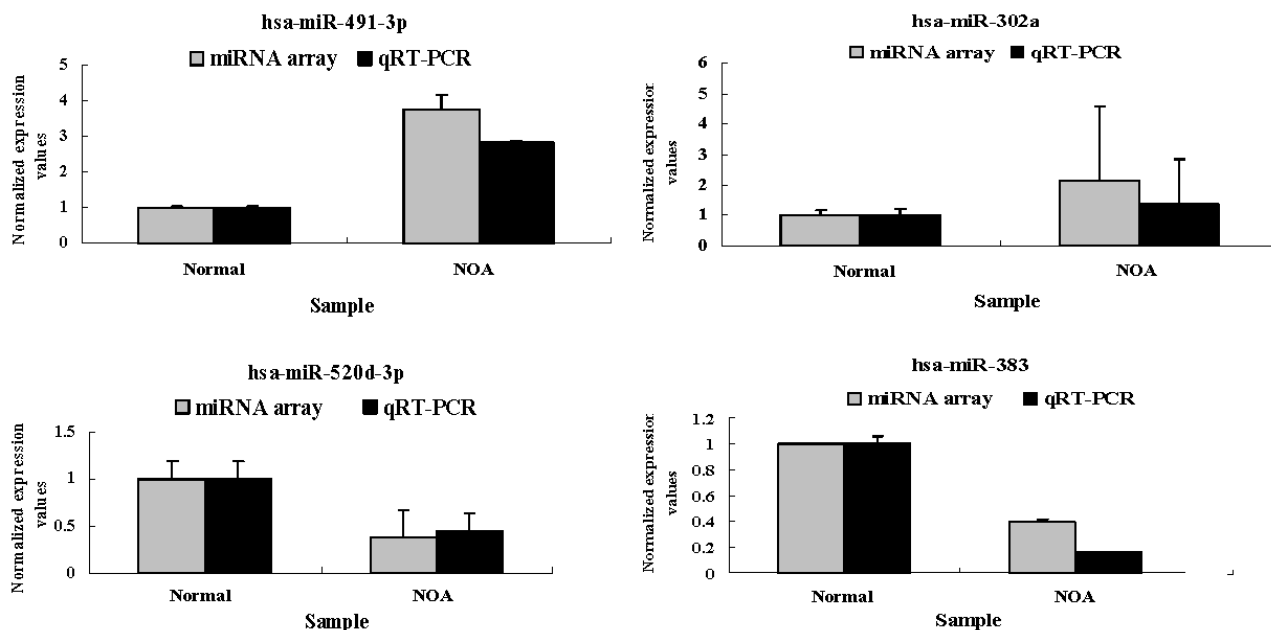 hsa-miR-491-3p
miRNA array qRT-PCR
Normalized expression
values
5
4
3
2
1
0
Normal NOA
Sample
hsa-miR-302a
miRNA array qRT-PCR
Normalized expression
values
6
5
4
3
2
1
0
Normal NOA
Sample
hsa-miR-520d-3p
miRNA array qRT-PCR
Normalized expression
values
1.5
1
0.5
0
Normal NOA
Sample
hsa-miR-383
miRNA array qRT-PCR
Normalized expression
values
1.2
1
0.8
0.6
0.4
0.2
0
Normal NOA
Sample